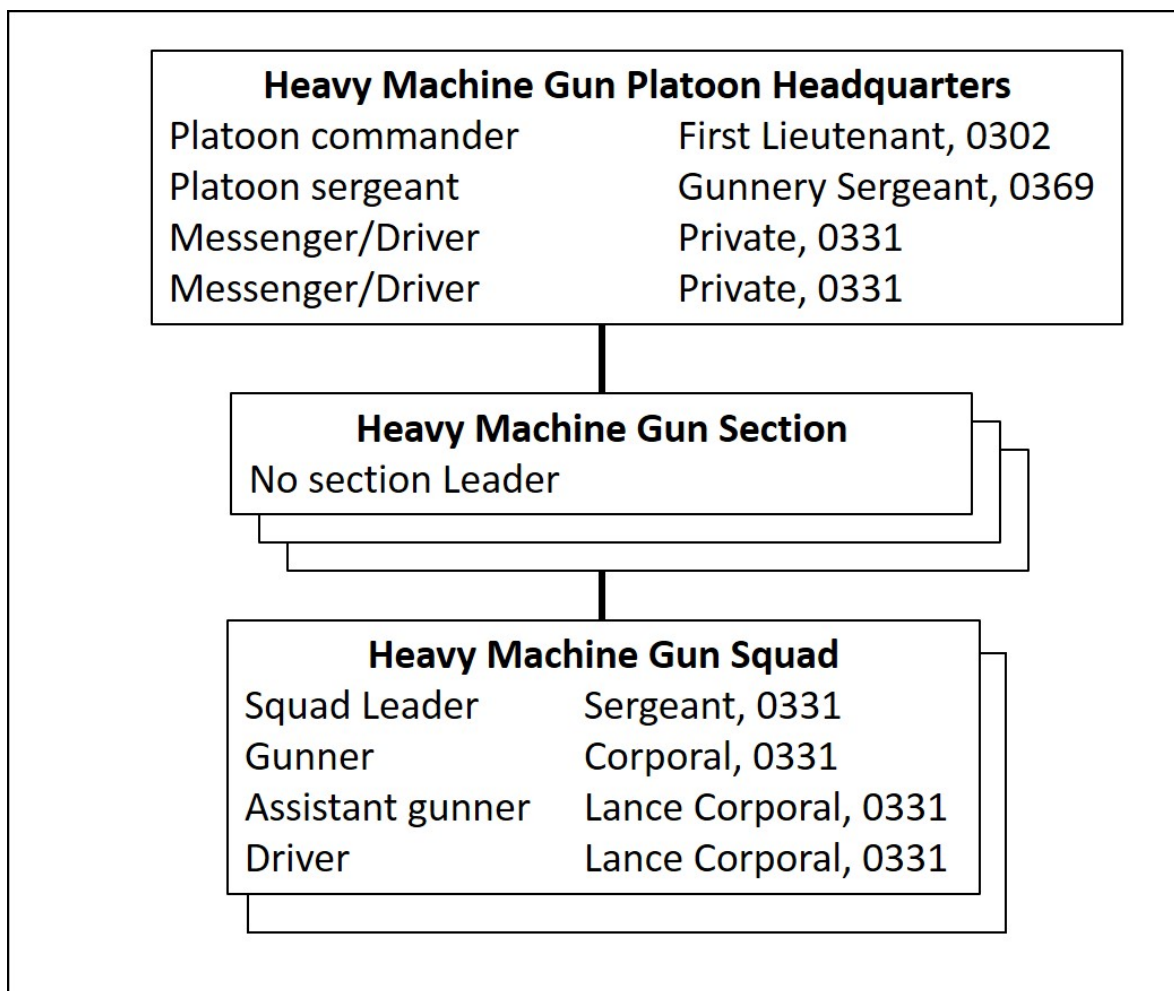 Heavy Machine Gun Platoon Headquarters
Platoon commander First Lieutenant, 0302
Platoon sergeant Gunnery Sergeant, 0369
Messenger/Driver Private, 0331
Messenger/Driver Private, 0331
Heavy Machine Gun Section
No section Leader
Heavy Machine Gun Squad
Squad Leader Sergeant, 0331
Gunner Corporal, 0331
Assistant gunner Lance Corporal, 0331
Driver Lance Corporal, 0331